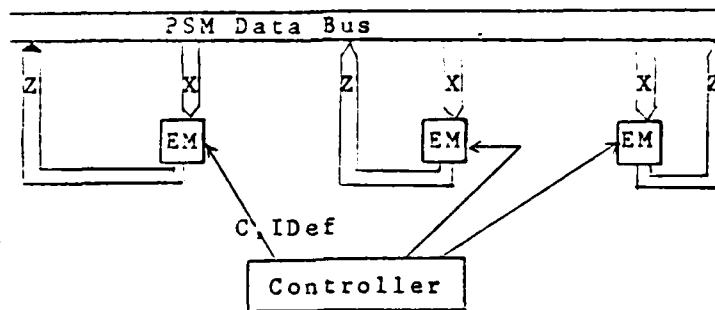 PSM Data Bus
Z X Z X X Z
EM EM EM
C, IDef
Controller